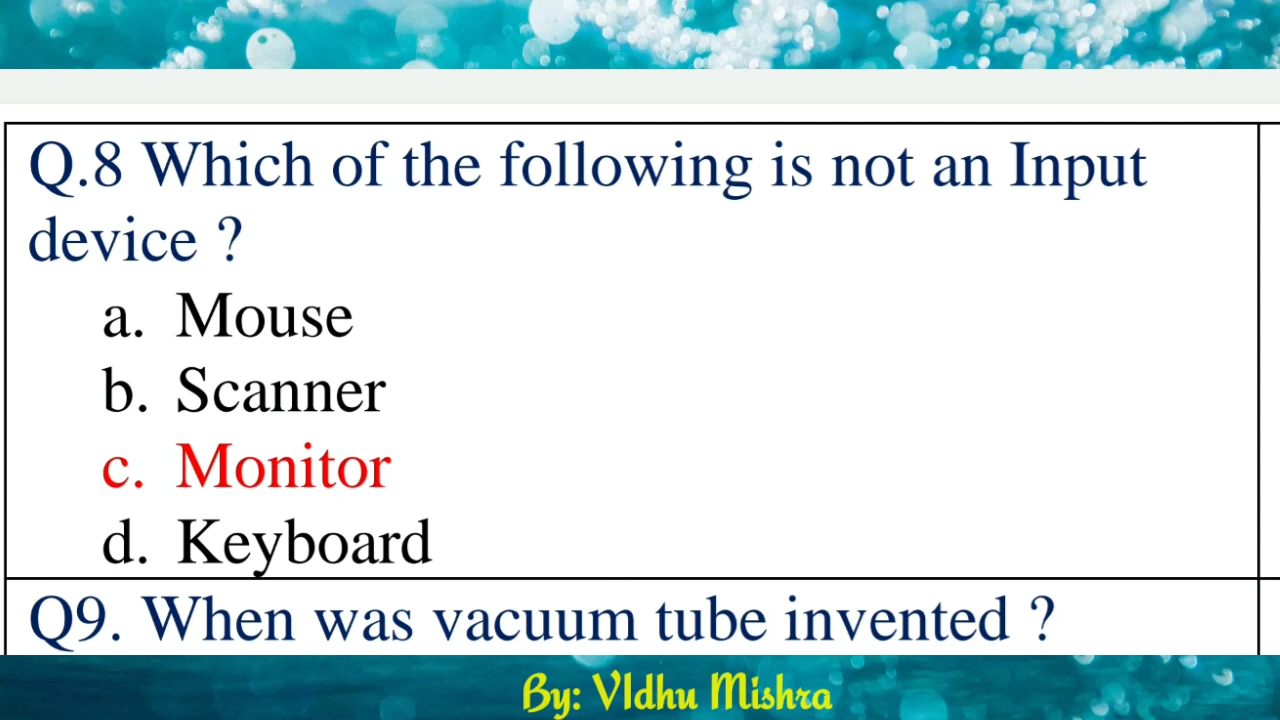 Q.8 Which of the following is not an Input
device ?
a. Mouse
b. Scanner
c. Monitor
d. Keyboard
Q9. When was vacuum tube invented ?
By: VIdhu Mishra